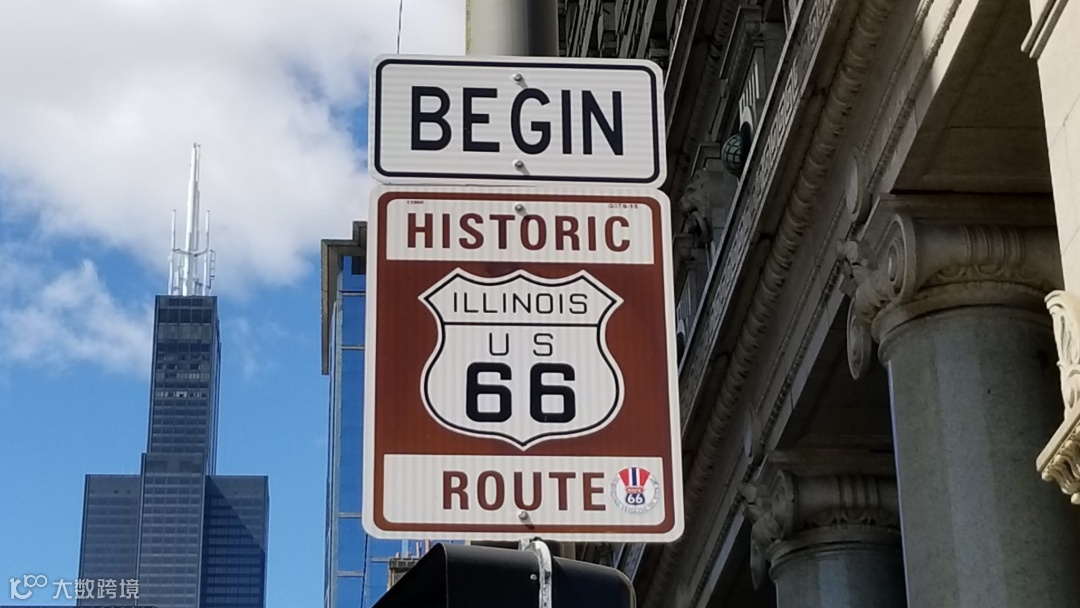 BEGIN
HISTORIC
ILLINOIS
US
66
ROUTE
66
大数跨境